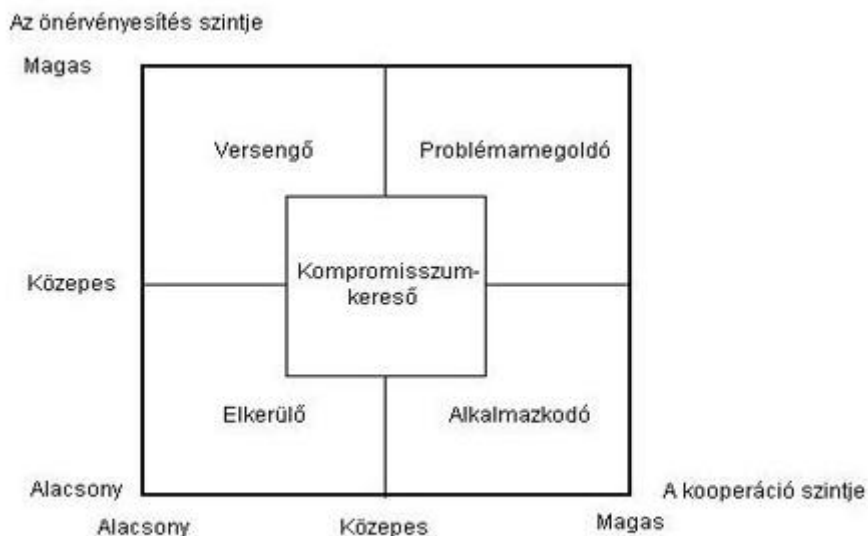 Az önérvényesítés szintje
Magas
Versengő
Problémamegoldó
Közepes
Kompromisszum-
kereső
Elkerülő
Alkalmazkodó
Alacsony
A kooperáció szintje
Alacsony
Közepes
Magas